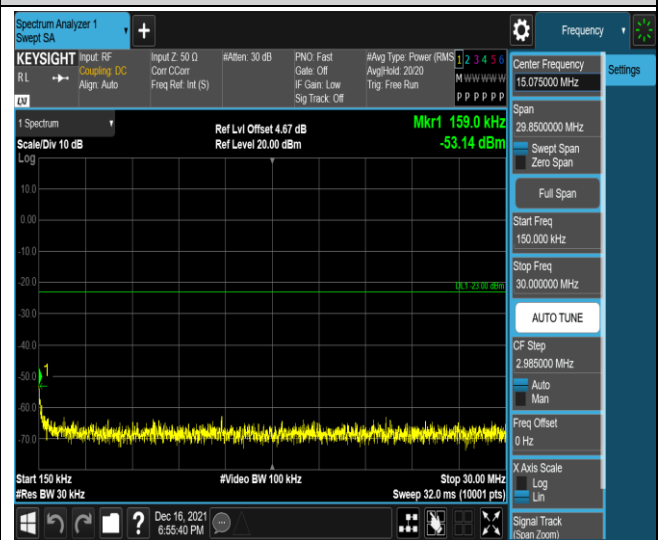 Spectrum Analyzer 1
Swept SA
+
Frequency
KEYSIGHT
RL
LXI
Input: RF
Coupling: DC
Align: Auto
Input Z: 50 Ω
Corr CCorr
Freq Ref: Int (S)
#Atten: 30 dB
PNO: Fast
Gate: Off
IF Gain: Low
Sig Track: Off
#Avg Type: Power (RMS
Avg|Hold: 20/20
Trig: Free Run
1 2 3 4 5 6
M W W W W W
P P P P P P
1 Spectrum
Scale/Div 10 dB
Ref Lvl Offset 4.67 dB
Ref Level 20.00 dBm
Mkr1 159.0 kHz
-53.14 dBm
Log
10.0
0.00
-10.0
-20.0
-30.0
-40.0
-50.0
-60.0
-70.0
DL1 -23.00 dBm
1
Start 150 kHz
#Res BW 30 kHz
#Video BW 100 kHz
Stop 30.00 MHz
Sweep 32.0 ms (10001 pts)
Dec 16, 2021
6:55:40 PM
?
Center Frequency
15.075000 MHz
Span
29.8500000 MHz
Swept Span
Zero Span
Full Span
Start Freq
150.000 kHz
Stop Freq
30.000000 MHz
AUTO TUNE
CF Step
2.985000 MHz
Auto
Man
Freq Offset
0 Hz
X Axis Scale
Log
Lin
Signal Track
(Span Zoom)
Settings